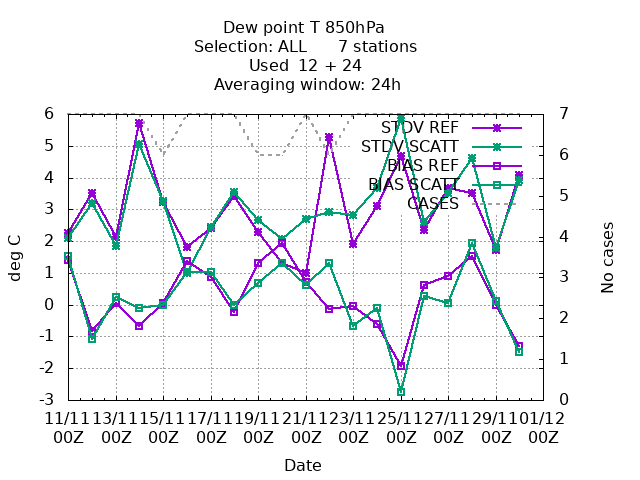 Dew point T 850hPa
Selection: ALL 7 stations
Used 12 + 24
Averaging window: 24h
deg C
6
5
4
3
2
1
0
-1
-2
-3
STDV REF
STDV SCATT
BIAS REF
BIAS SCATT
CASES
7
6
5
4
3
2
1
0
No cases
11/11 13/11 15/11 17/11 19/11 21/11 23/11 25/11 27/11 29/11 01/12
00Z 00Z 00Z 00Z 00Z 00Z 00Z 00Z 00Z 00Z 00Z
Date